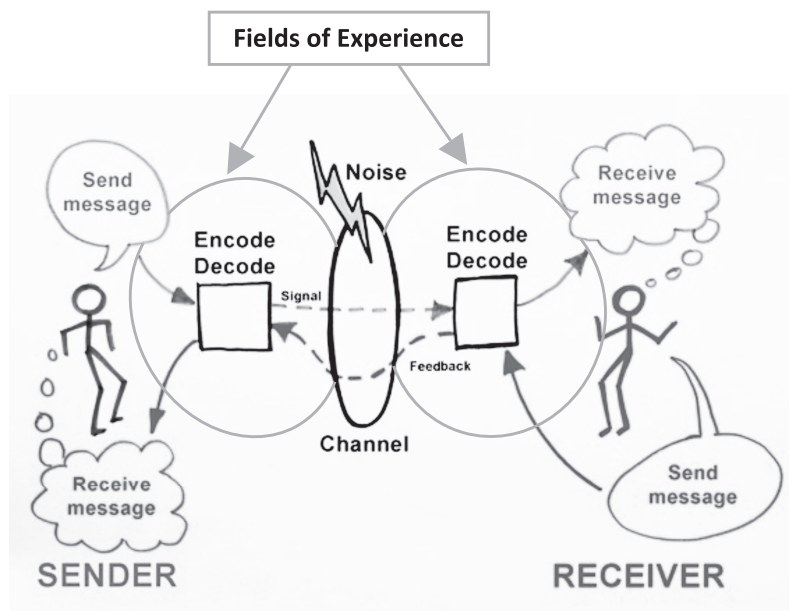 Fields of Experience
Send
message
Noise
Receive
message
Encode
Decode
Encode
Decode
Signal
Feedback
Channel
Receive
message
Send
message
SENDER
RECEIVER